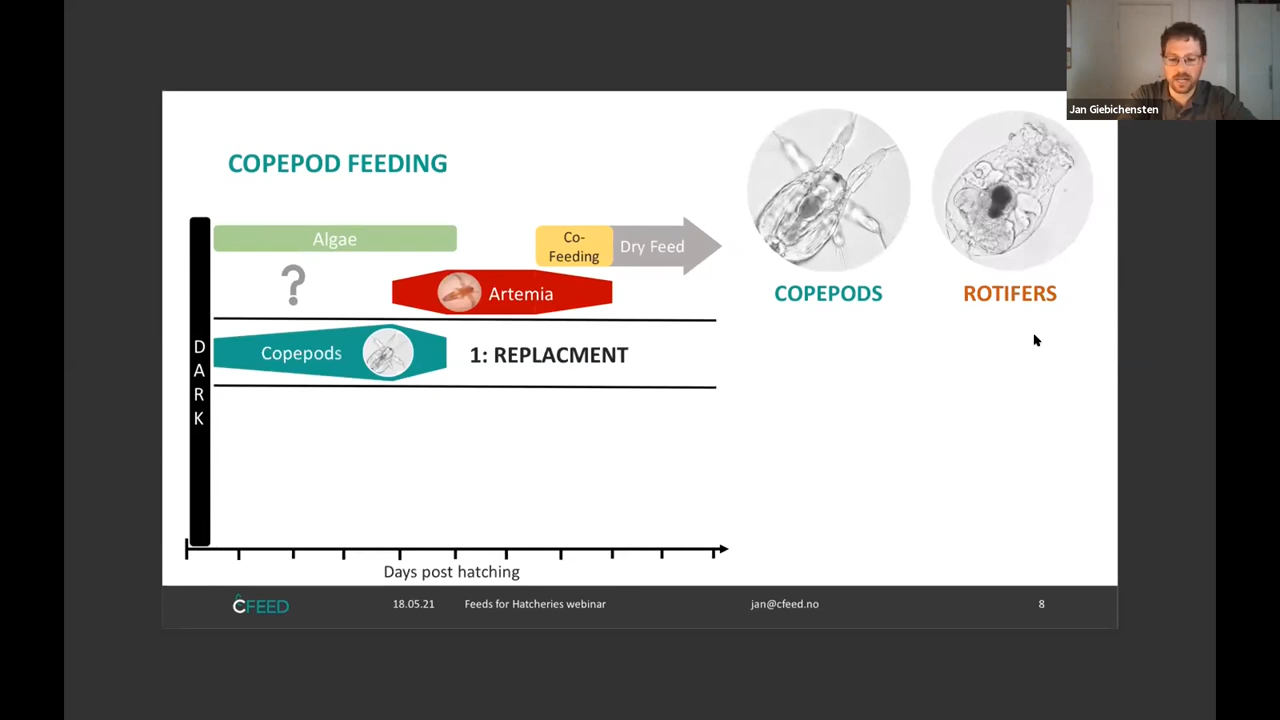 Jan Giebichensten
COPEPOD FEEDING
Algae
Co-
Feeding
Dry Feed
Artemia
?
COPEPODS
ROTIFERS
DARK
Copepods
1: REPLACMENT
Days post hatching
CFEED
18.05.21
Feeds for Hatcheries webinar
jan@cfeed.no
8